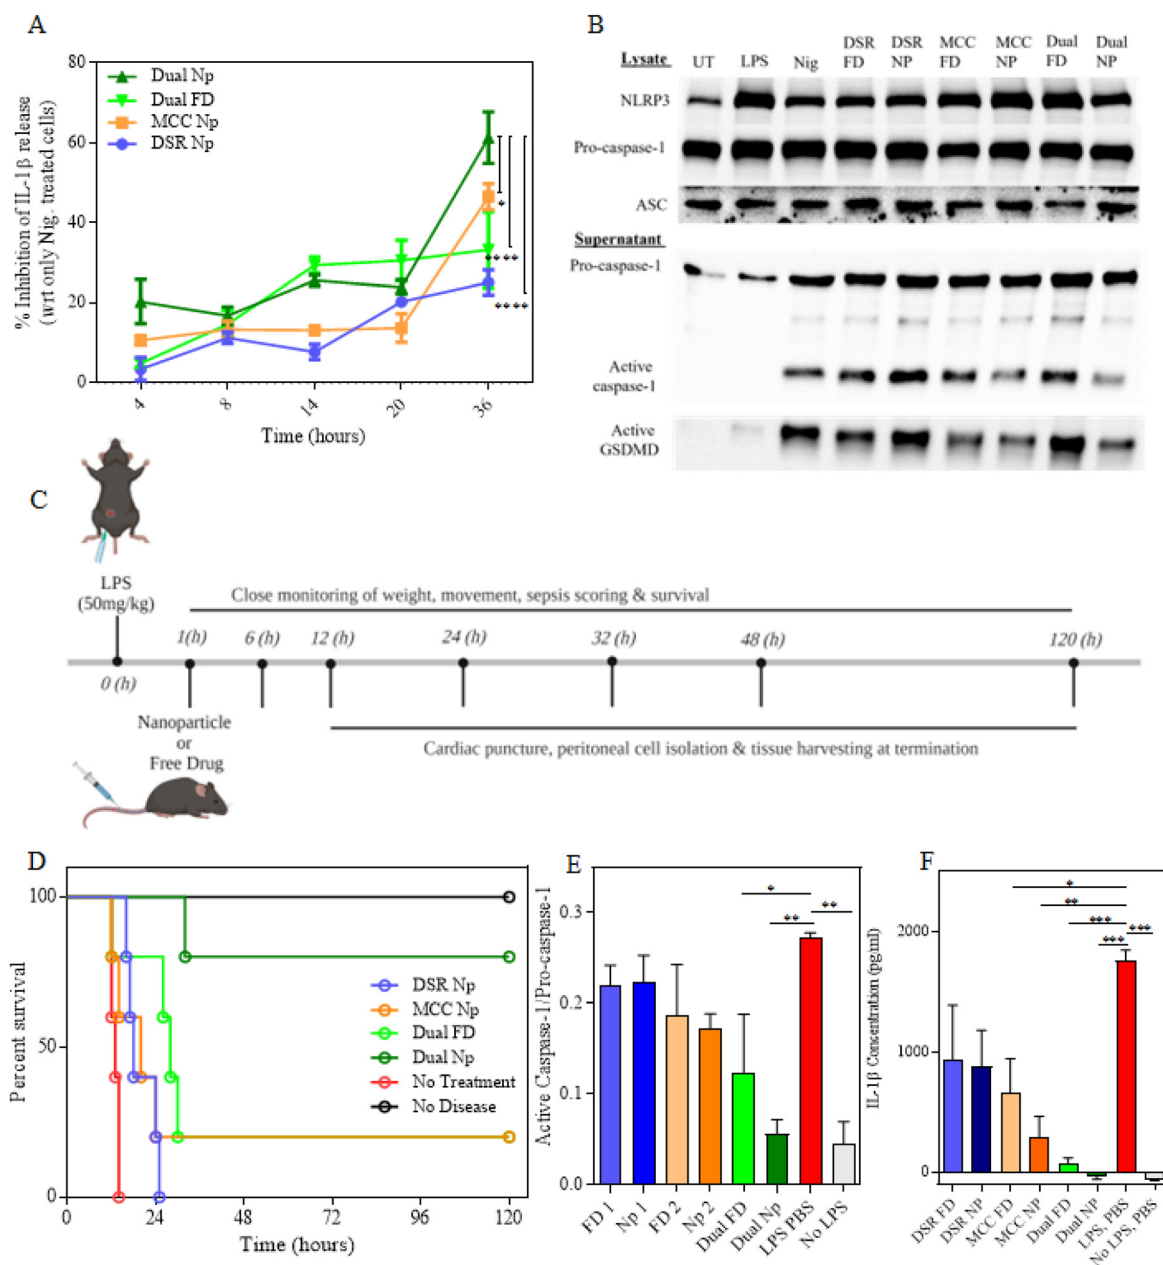 A
80
60
40
20
0
% Inhibition of IL-1β release
(wrt only Nig. treated cells)
Dual Np
Dual FD
MCC Np
DSR Np
*
****
****
4
8
14
20
36
Time (hours)
B
Lysate
UT
LPS
Nig
DSR
FD
DSR
NP
MCC
FD
MCC
NP
Dual
FD
Dual
NP
NLRP3
Pro-caspase-1
ASC
Supernatant
Pro-caspase-1
Active
caspase-1
Active
GSDMD
C
LPS
(50mg/kg)
Close monitoring of weight, movement, sepsis scoring & survival
0 (h)
1(h)
6 (h)
12 (h)
24 (h)
32 (h)
48 (h)
120 (h)
Nanoparticle
or
Free Drug
Cardiac puncture, peritoneal cell isolation & tissue harvesting at termination
D
Percent survival
100
50
0
DSR Np
MCC Np
Dual FD
Dual Np
No Treatment
No Disease
0
24
48
72
96
120
Time (hours)
E
Active Caspase-1/Pro-caspase-1
0.3
0.2
0.1
0.0
*
**
**
FD 1
Np 1
FD 2
Np 2
Dual FD
Dual Np
LPS PBS
No LPS
F
IL-1β Concentration (pg/ml)
2000
1000
0
*
**
***
***
***
DSR FD
DSR NP
MCC FD
MCC NP
Dual FD
Dual NP
LPS, PBS
No LPS, PBS